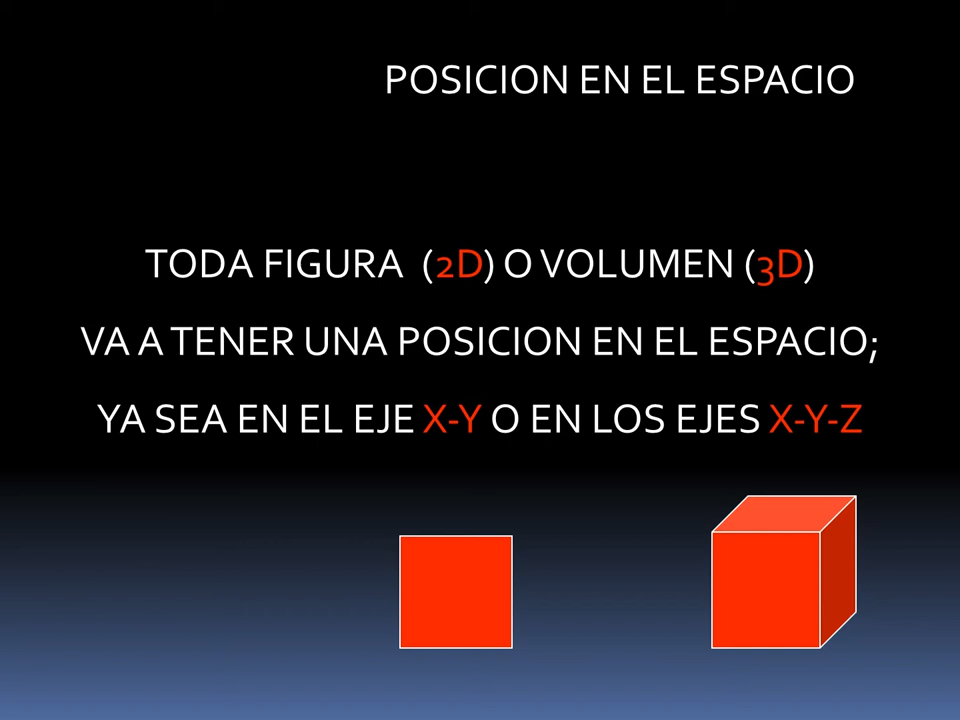 POSICION EN EL ESPACIO
TODA FIGURA (2D) O VOLUMEN (3D)
VA A TENER UNA POSICION EN EL ESPACIO;
YA SEA EN EL EJE X-Y O EN LOS EJES X-Y-Z